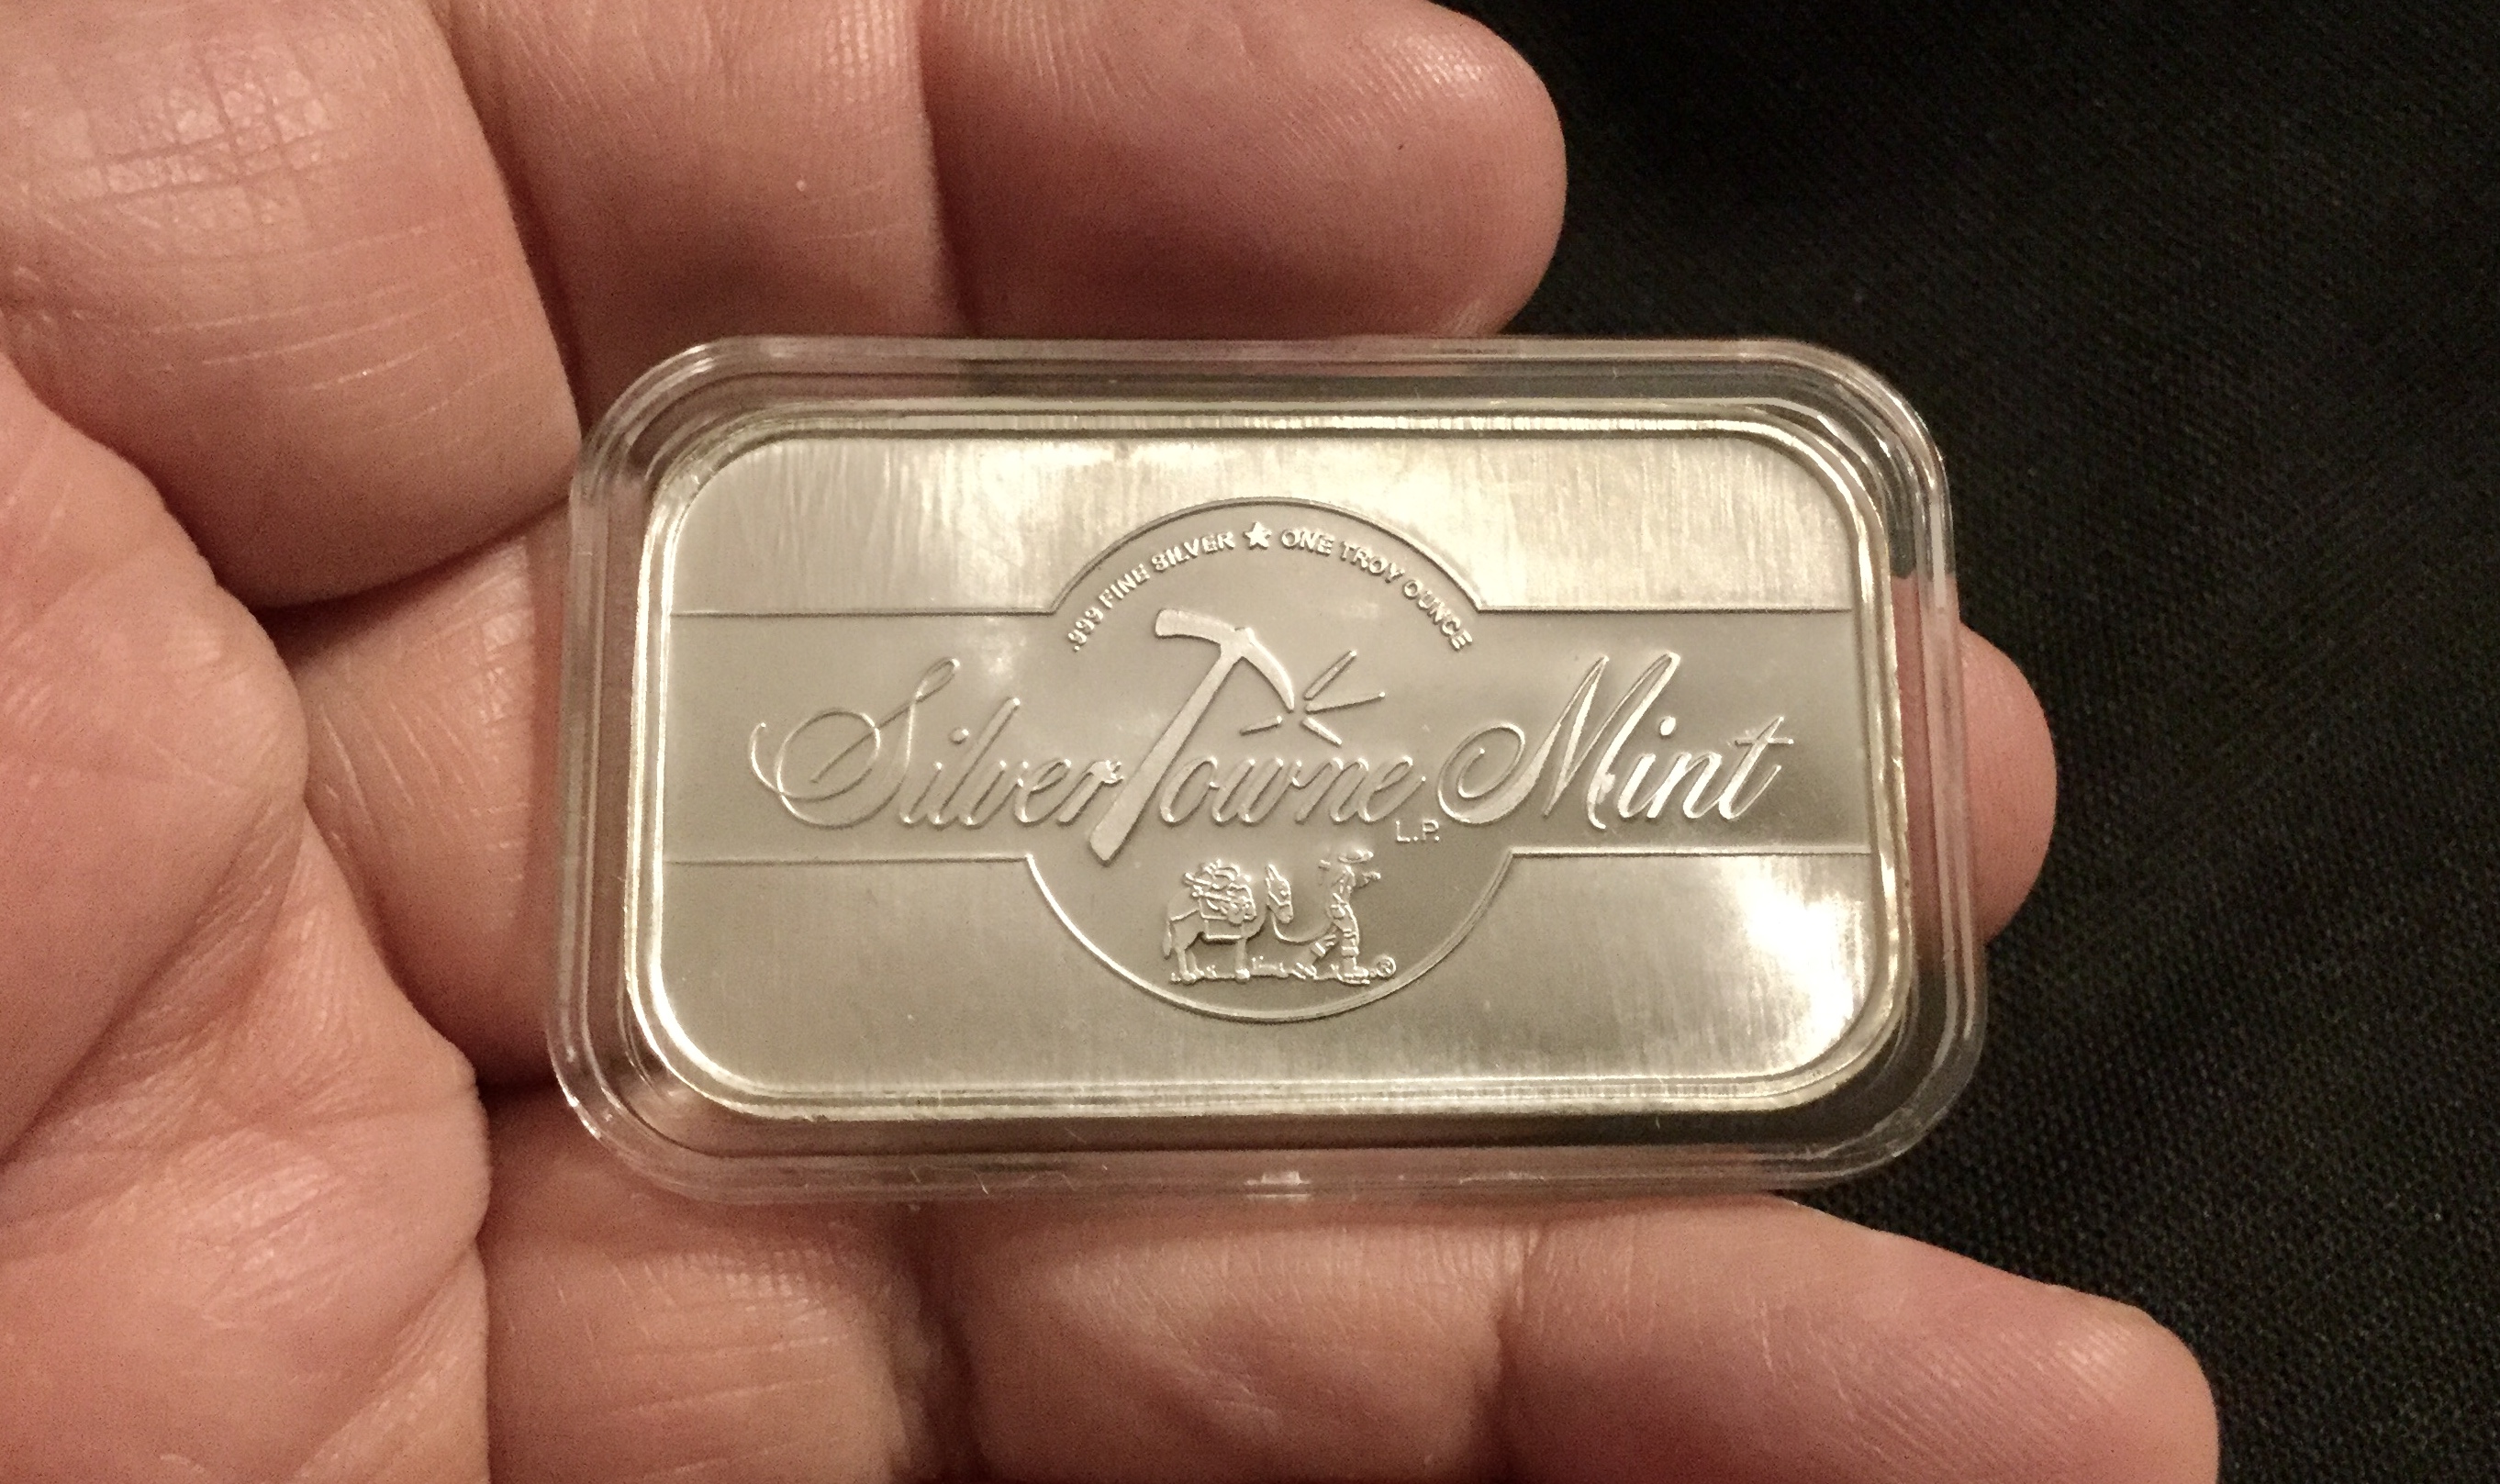 .999 FINE SILVER ★ ONE TROY OUNCE
SilverTowne Mint
L.P.
®